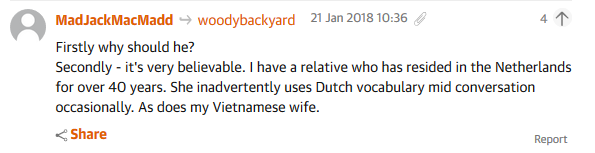 MadJackMacMadd woodybackyard 21 Jan 2018 10:36 4
Firstly why should he?
Secondly - it's very believable. I have a relative who has resided in the Netherlands
for over 40 years. She inadvertently uses Dutch vocabulary mid conversation
occasionally. As does my Vietnamese wife.
Share
Report